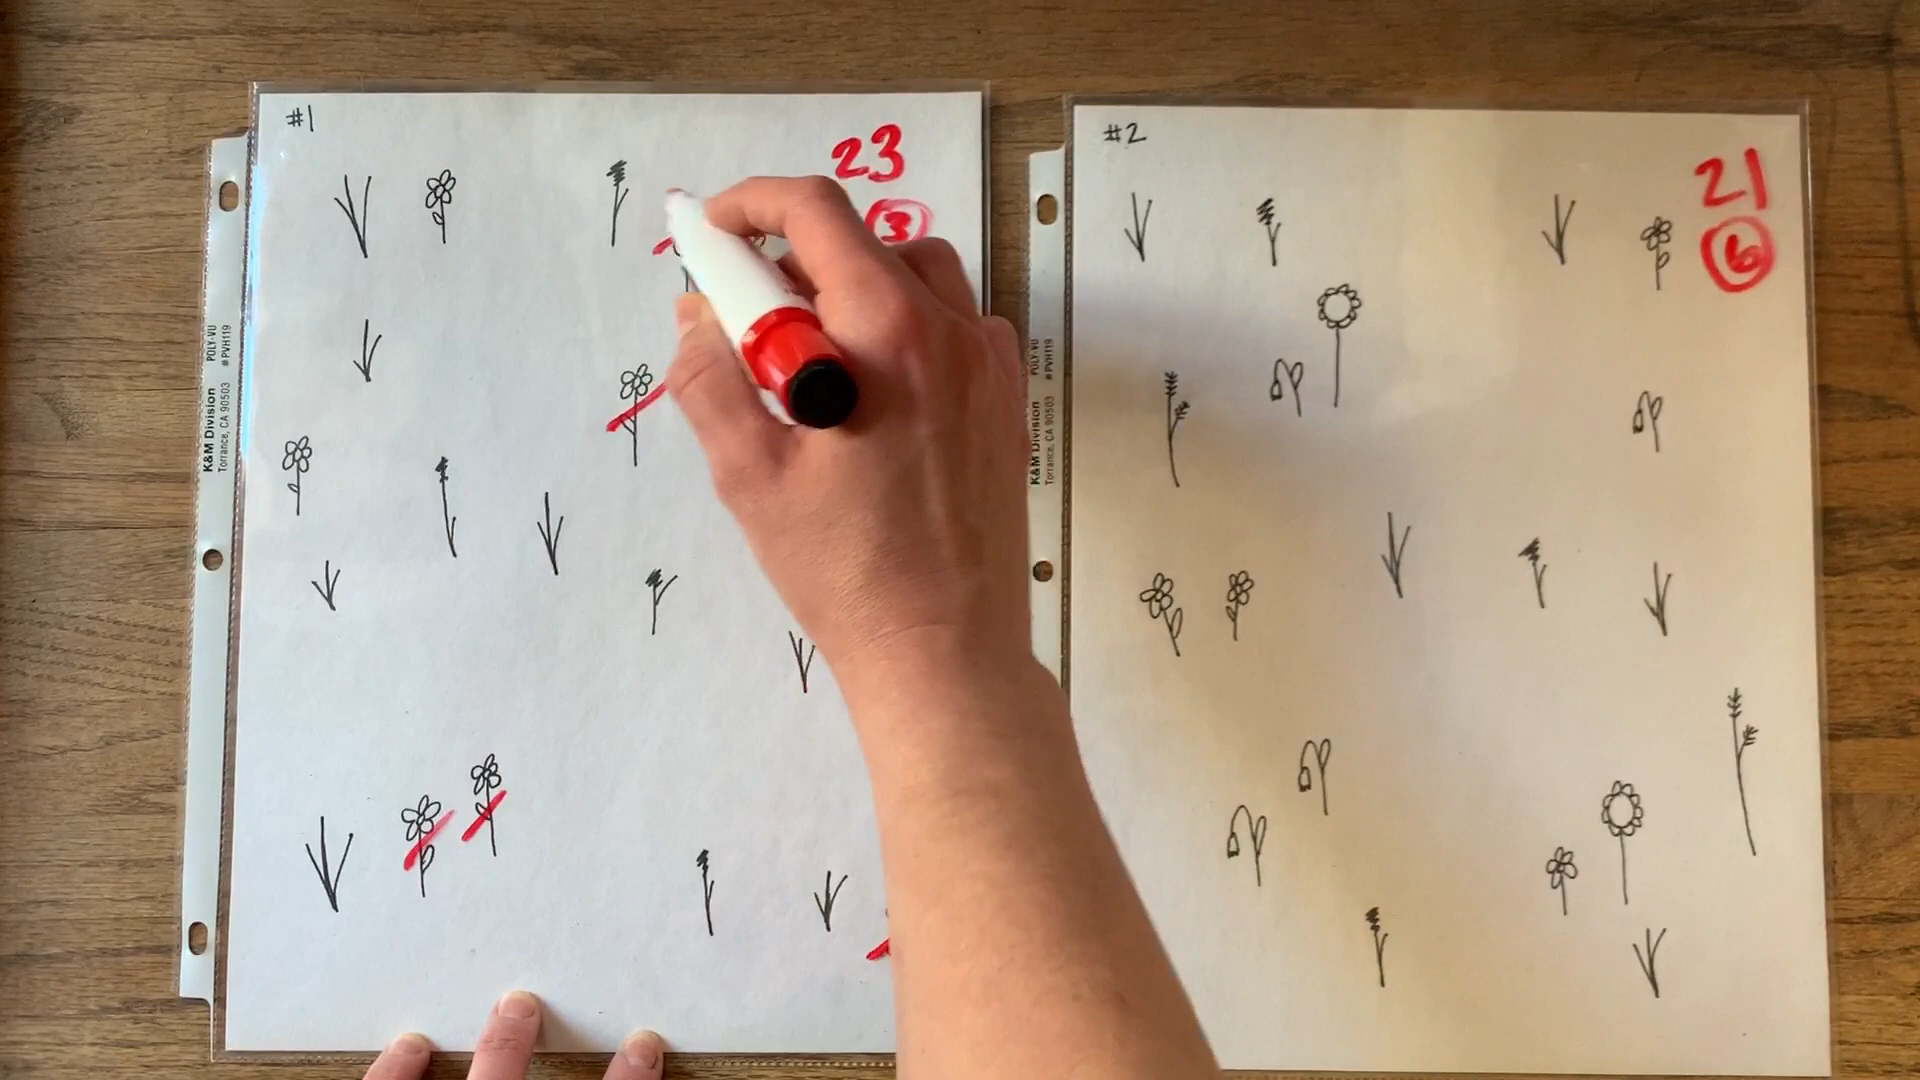 #1
23
3
POLY-VU
# PVH119
K&M Division
Torrance, CA 90503
#2
21
6
POLY-VU
# PVH119
K&M Division
Torrance, CA 90503